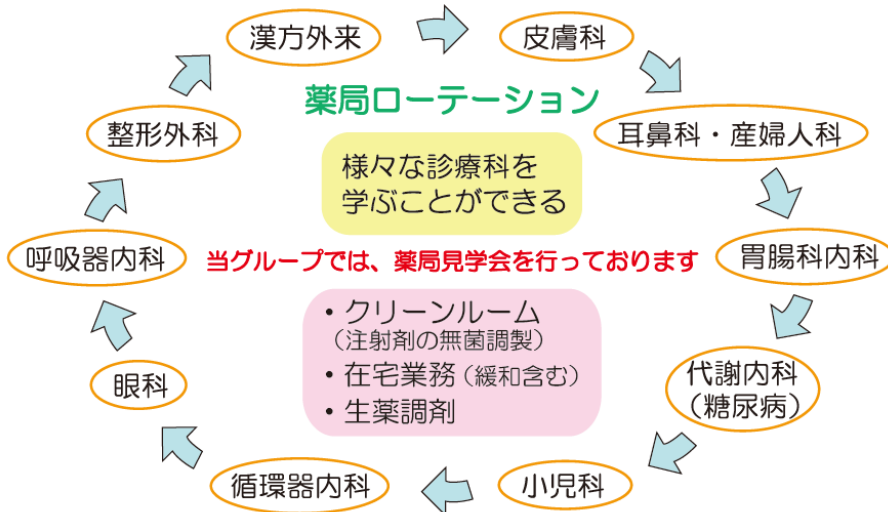 漢方外来
皮膚科
薬局ローテーション
整形外科
耳鼻科・産婦人科
様々な診療科を
学ぶことができる
呼吸器内科
当グループでは、薬局見学会を行っております
胃腸科内科
・クリーンルーム
（注射剤の無菌調製）
・在宅業務（緩和含む）
・生薬調剤
眼科
代謝内科
（糖尿病）
循環器内科
小児科